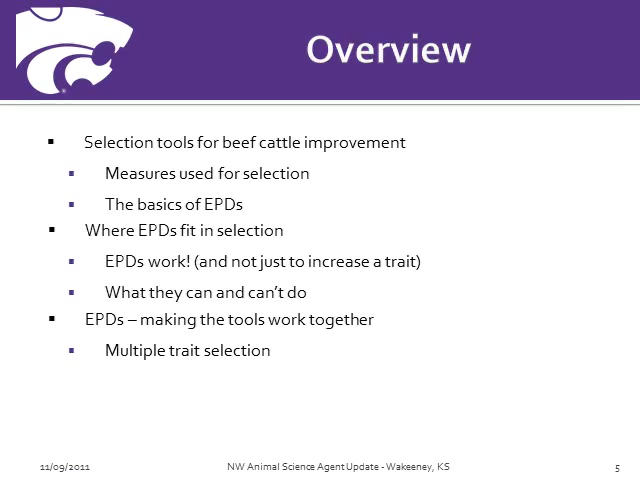 Overview
▪ Selection tools for beef cattle improvement
▪ Measures used for selection
▪ The basics of EPDs
▪ Where EPDs fit in selection
▪ EPDs work! (and not just to increase a trait)
▪ What they can and can't do
▪ EPDs – making the tools work together
▪ Multiple trait selection
11/09/2011 NW Animal Science Agent Update - Wakeeney, KS 5